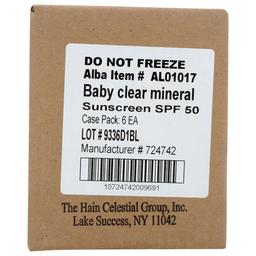 DO NOT FREEZE
Alba Item # AL01017
Baby clear mineral
Sunscreen SPF 50
Case Pack: 6 EA
LOT # 9336D1BL
Manufacturer # 724742
10724742009691
The Hain Celestial Group, Inc.
Lake Success, NY 11042